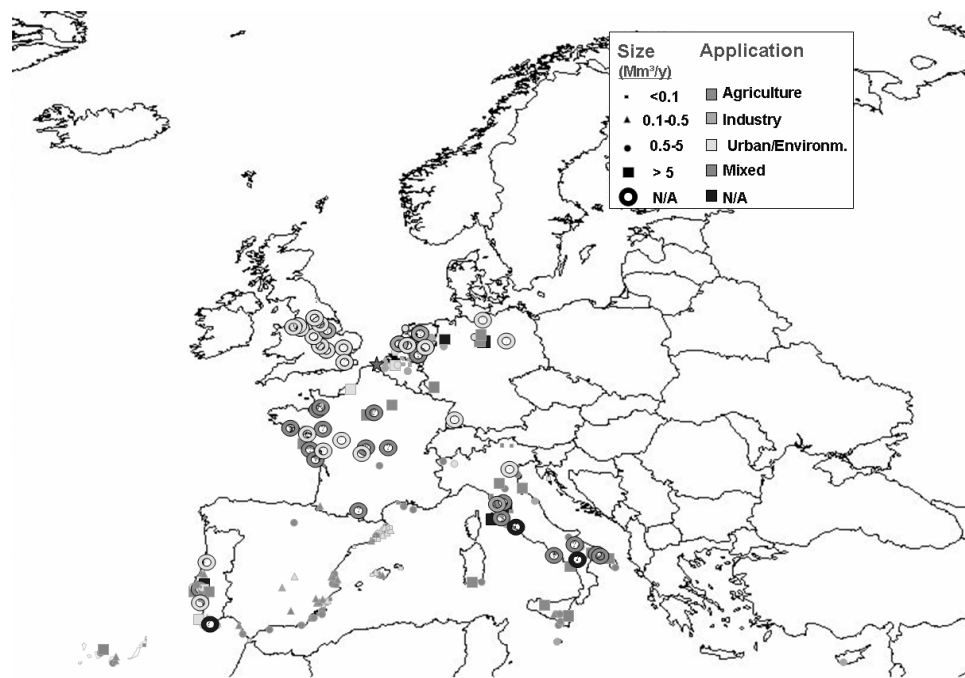 Size Application
(Mm³/y)
<0.1 Agriculture
0.1-0.5 Industry
0.5-5 Urban/Environm.
> 5 Mixed
N/A N/A